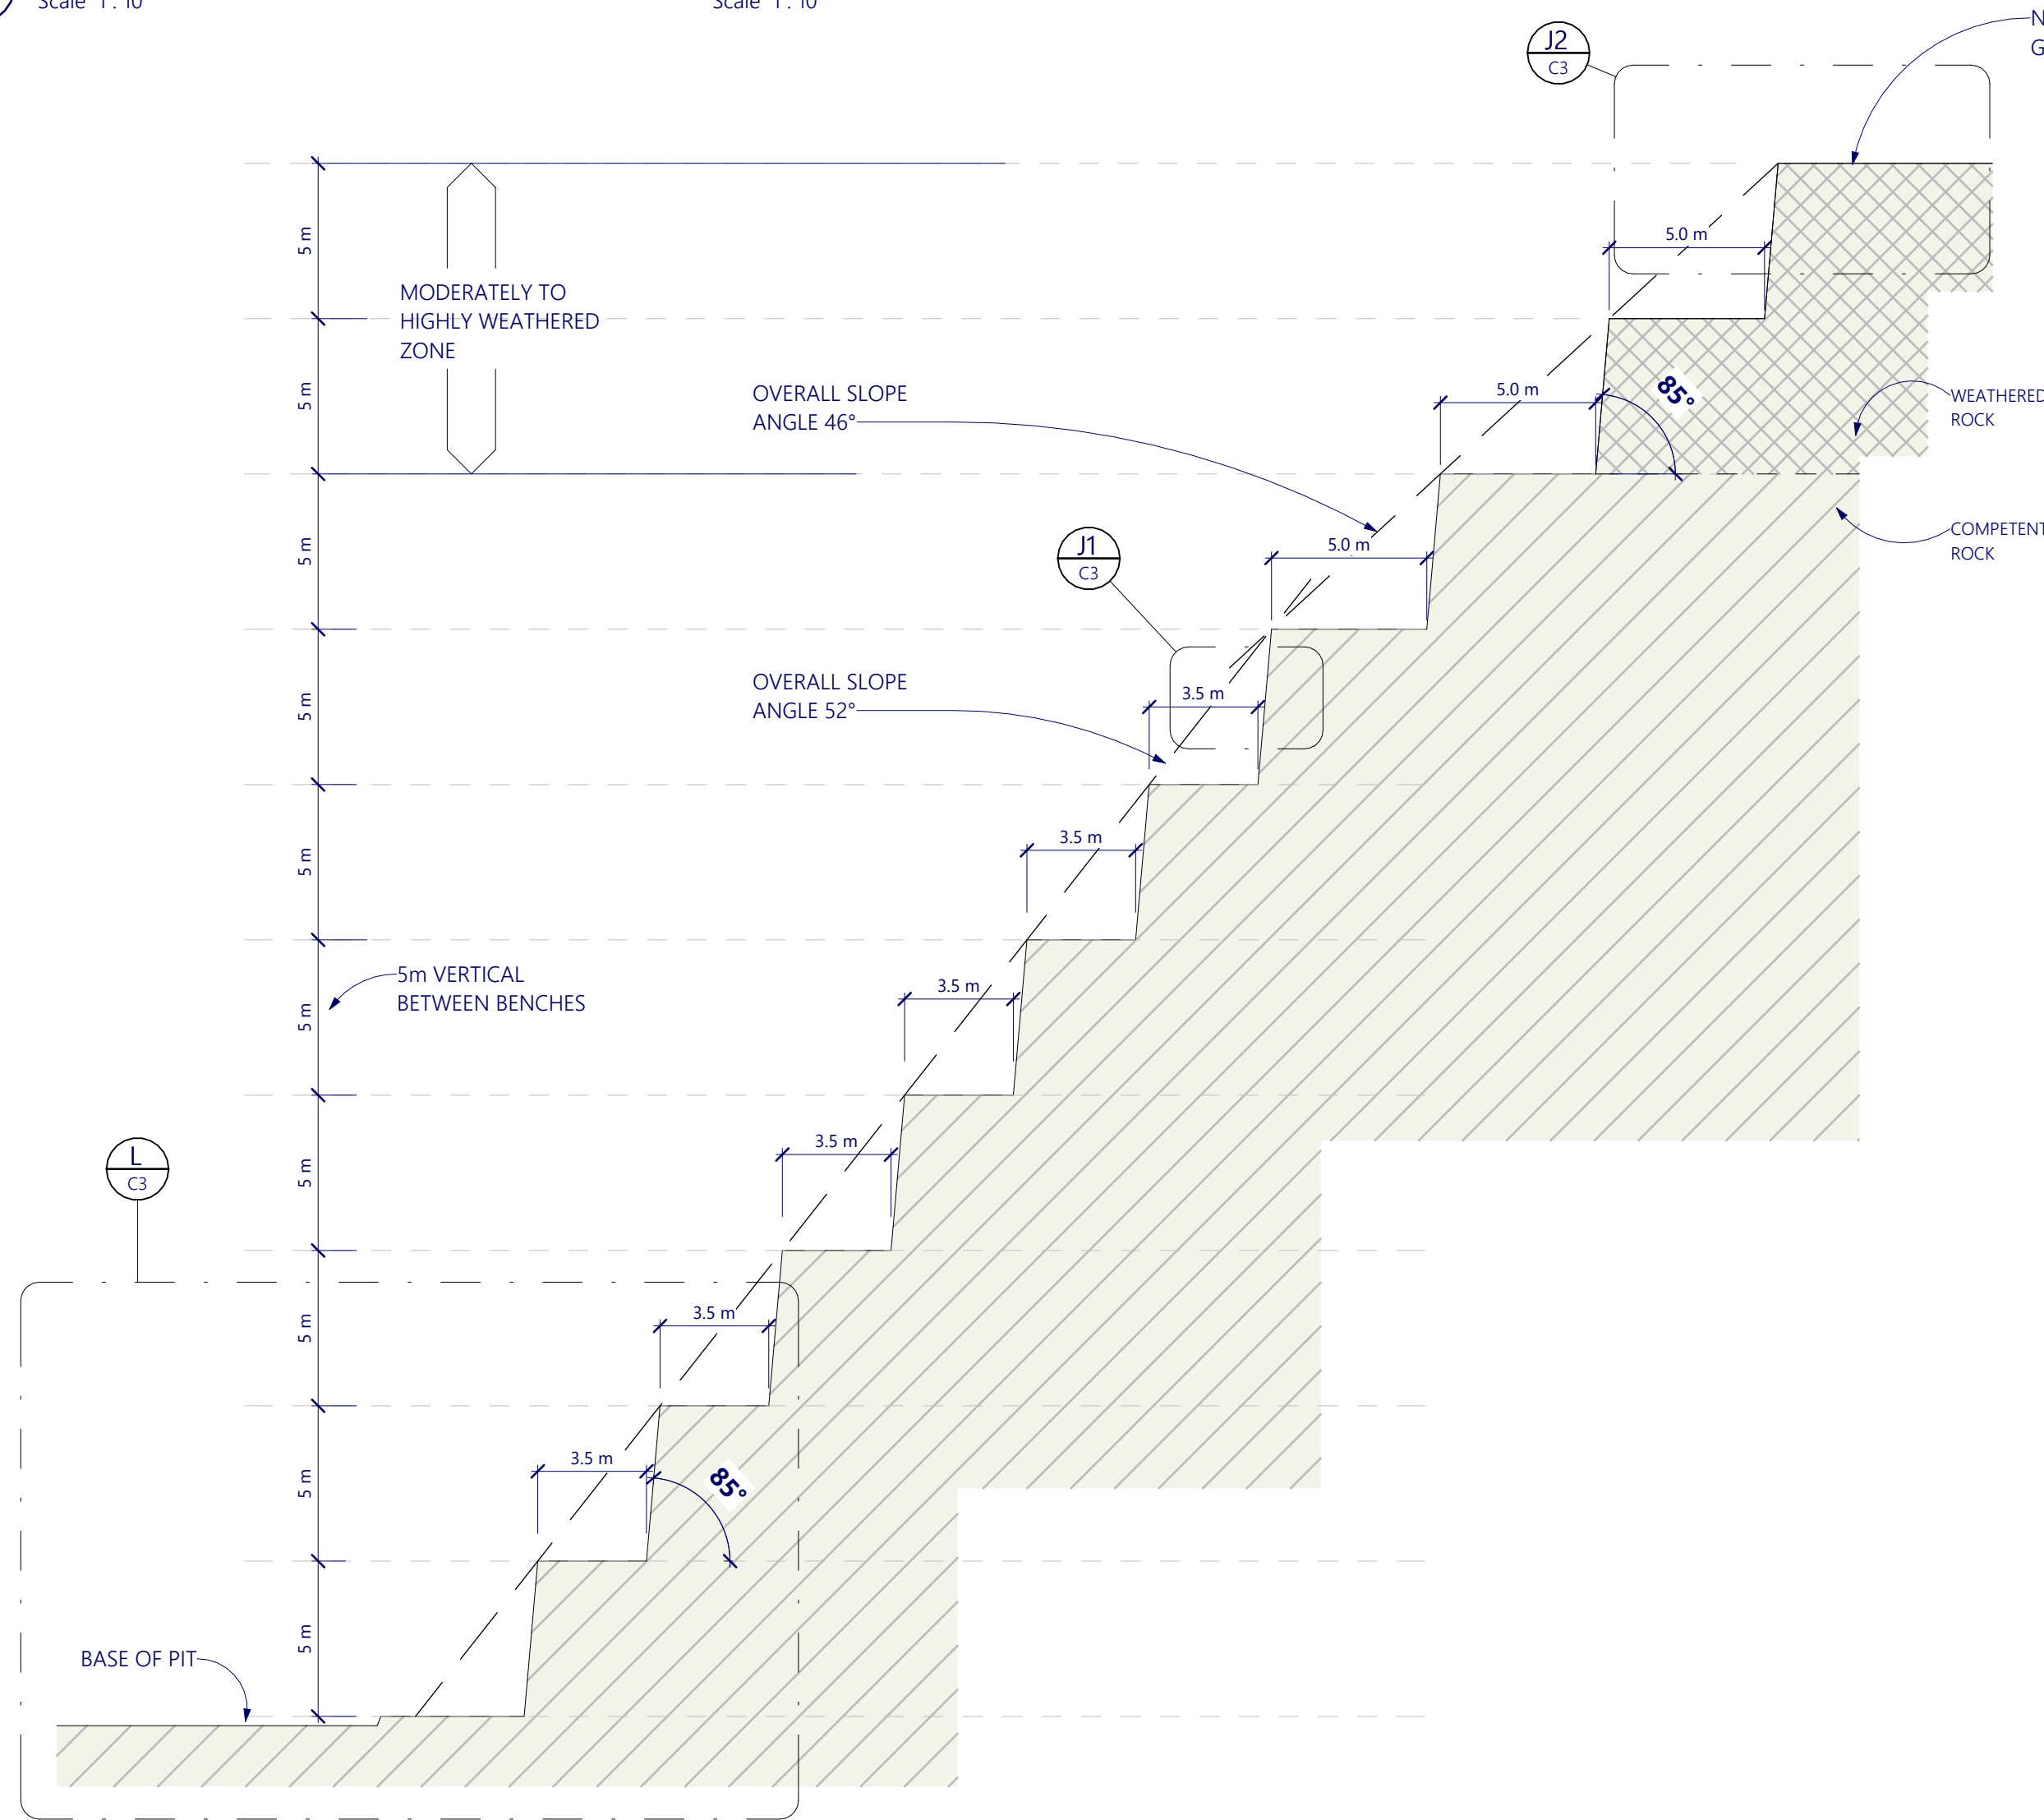 Scale 1 : 10
Scale 1 : 10
J2
C3
5.0 m
5 m
MODERATELY TO
HIGHLY WEATHERED
ZONE
OVERALL SLOPE
ANGLE 46°
5.0 m
85°
WEATHERED
ROCK
5 m
5 m
J1
C3
5.0 m
COMPETENT
ROCK
OVERALL SLOPE
ANGLE 52°
3.5 m
5 m
3.5 m
5 m
5m VERTICAL
BETWEEN BENCHES
3.5 m
5 m
L
C3
3.5 m
5 m
3.5 m
5 m
3.5 m
85°
5 m
BASE OF PIT
5 m